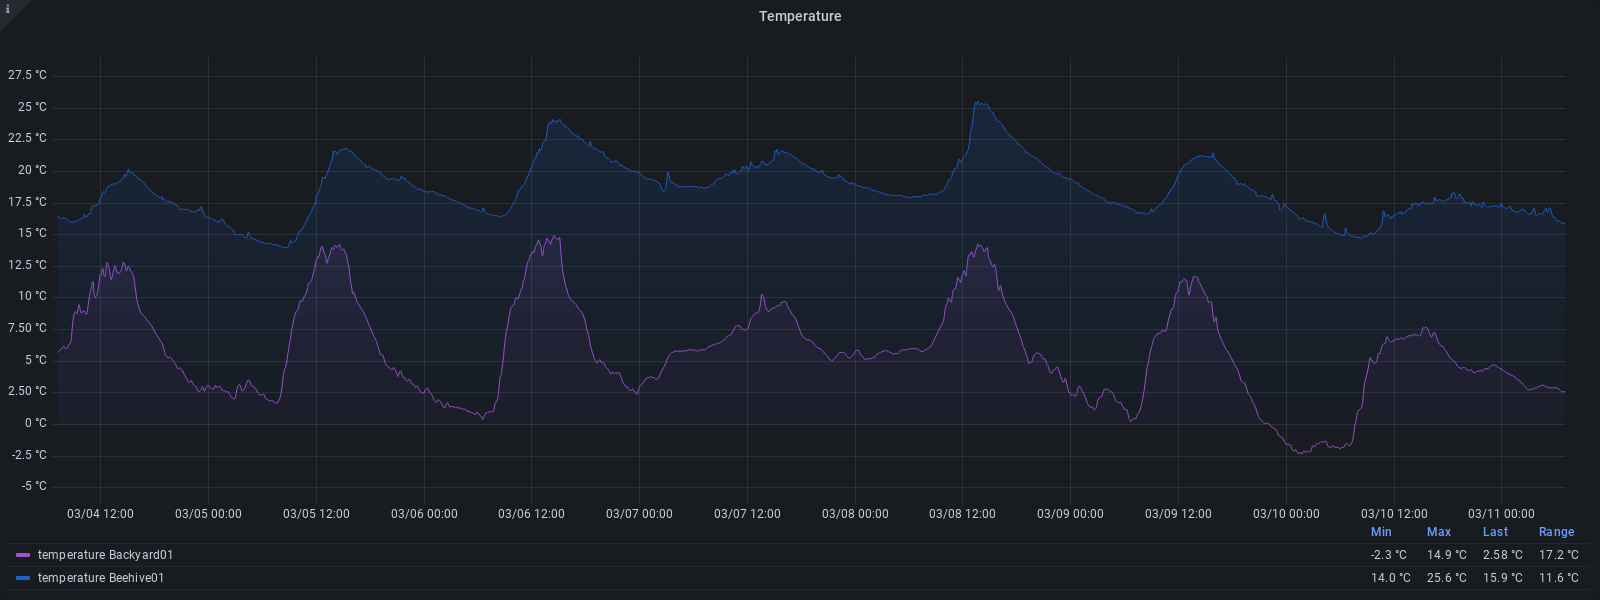 i
Temperature
27.5 °C
25 °C
22.5 °C
20 °C
17.5 °C
15 °C
12.5 °C
10 °C
7.50 °C
5 °C
2.50 °C
0 °C
-2.5 °C
-5 °C
03/04 12:00 03/05 00:00 03/05 12:00 03/06 00:00 03/06 12:00 03/07 00:00 03/07 12:00 03/08 00:00 03/08 12:00 03/09 00:00 03/09 12:00 03/10 00:00 03/10 12:00 03/11 00:00
Min Max Last Range
temperature Backyard01 -2.3 °C 14.9 °C 2.58 °C 17.2 °C
temperature Beehive01 14.0 °C 25.6 °C 15.9 °C 11.6 °C